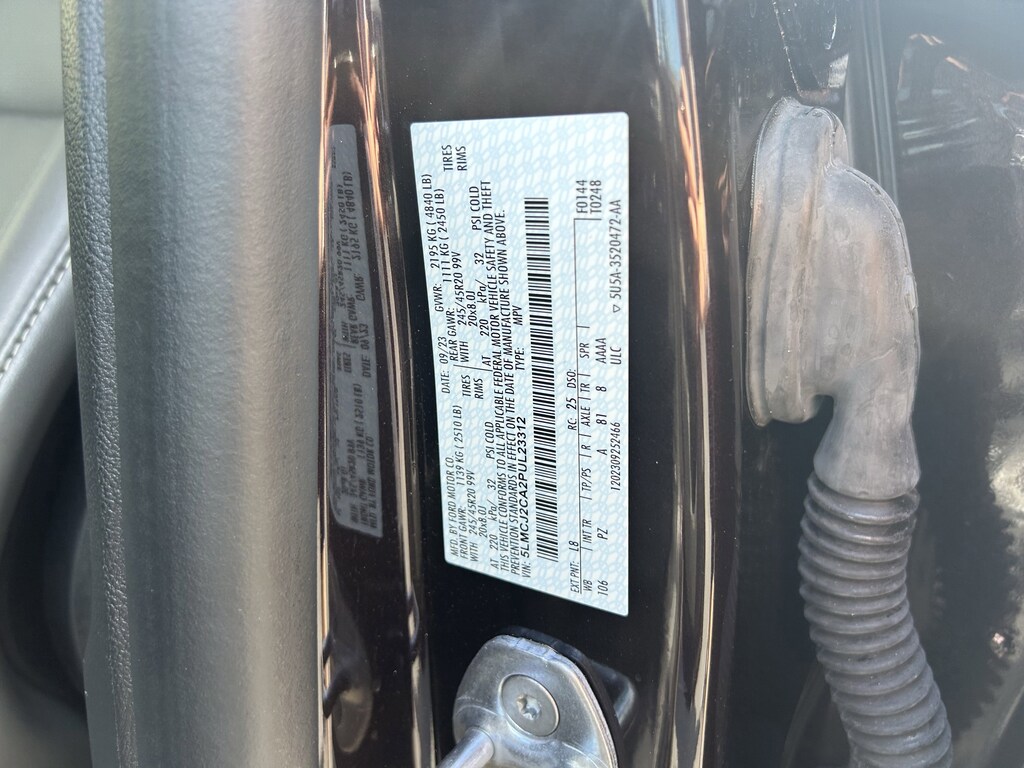 MFD. BY FORD MOTOR CO.
DATE: 09/23 GVWR: 2195 KG ( 4840 LB)
FRONT GAWR: 1139 KG ( 2510 LB) REAR GAWR: 1111 KG ( 2450 LB)
WITH 245/45R20 99V TIRES WITH 245/45R20 99V TIRES
20x8.0J RIMS 20x8.0J RIMS
AT 220 kPa/ 32 PSI COLD AT 220 kPa/ 32 PSI COLD
THIS VEHICLE CONFORMS TO ALL APPLICABLE FEDERAL MOTOR VEHICLE SAFETY AND THEFT
PREVENTION STANDARDS IN EFFECT ON THE DATE OF MANUFACTURE SHOWN ABOVE.
VIN: 5LMCJ2CA2PUL23312 TYPE: MPV
EXT PNT: LB RC: 25 DSO: F0144
WB INT TR TP/PS R AXLE TR SPR T0248
106 PZ A 81 8 AAAA
1202309252466 ULC 5U5A-3520472-AA